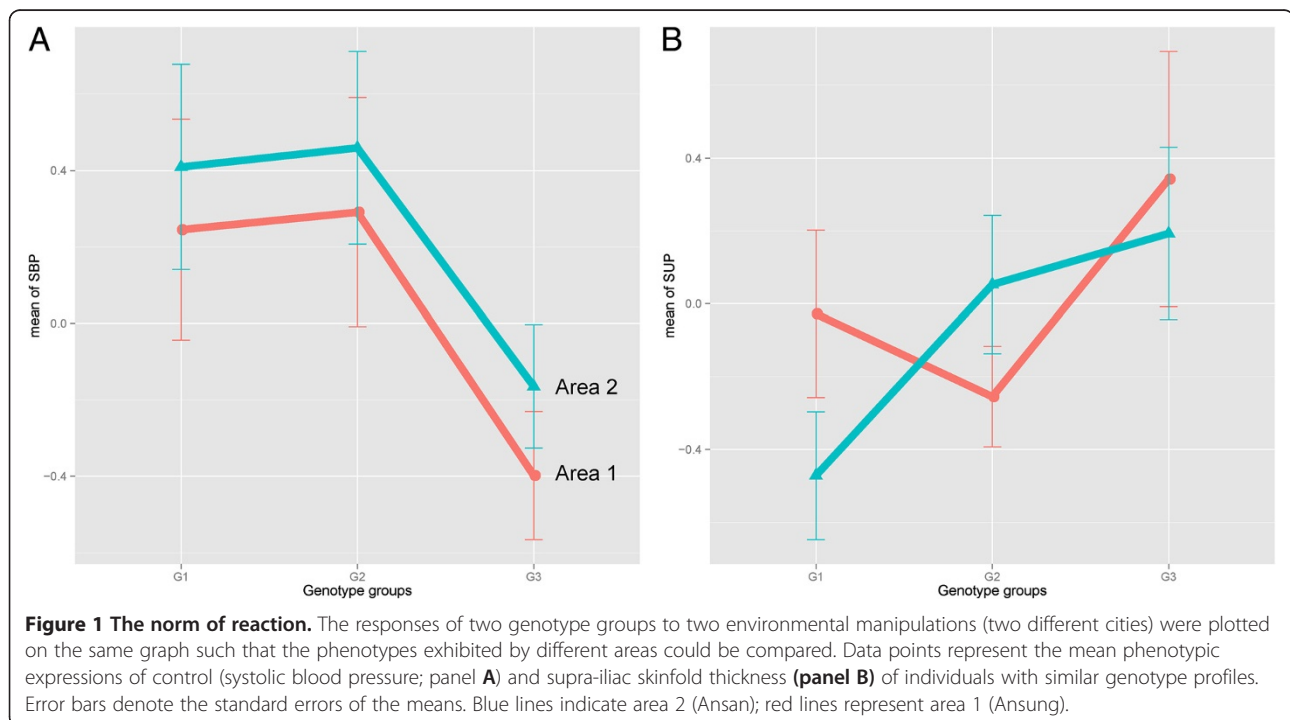 A
B
mean of SBP
0.4
0.0
−0.4
Area 2
Area 1
G1 G2 G3
Genotype groups
mean of SUP
0.4
0.0
−0.4
G1 G2 G3
Genotype groups
Figure 1 The norm of reaction. The responses of two genotype groups to two environmental manipulations (two different cities) were plotted
on the same graph such that the phenotypes exhibited by different areas could be compared. Data points represent the mean phenotypic
expressions of control (systolic blood pressure; panel A) and supra-iliac skinfold thickness (panel B) of individuals with similar genotype profiles.
Error bars denote the standard errors of the means. Blue lines indicate area 2 (Ansan); red lines represent area 1 (Ansung).